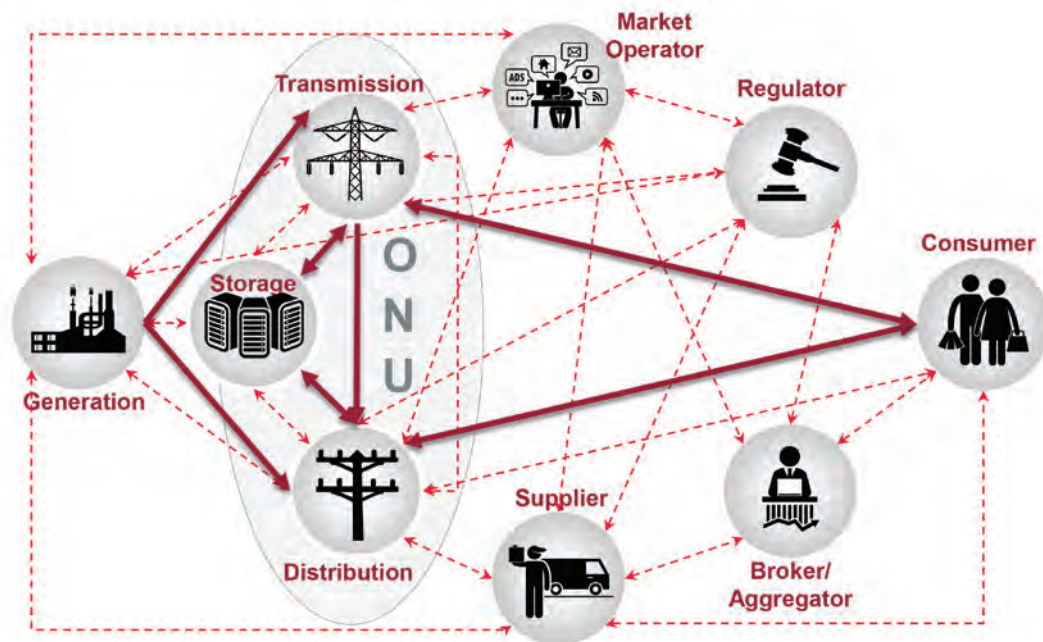 Market
Operator
Transmission
ADS
Regulator
O
N
U
Consumer
Storage
Generation
Supplier
Distribution
Broker/
Aggregator